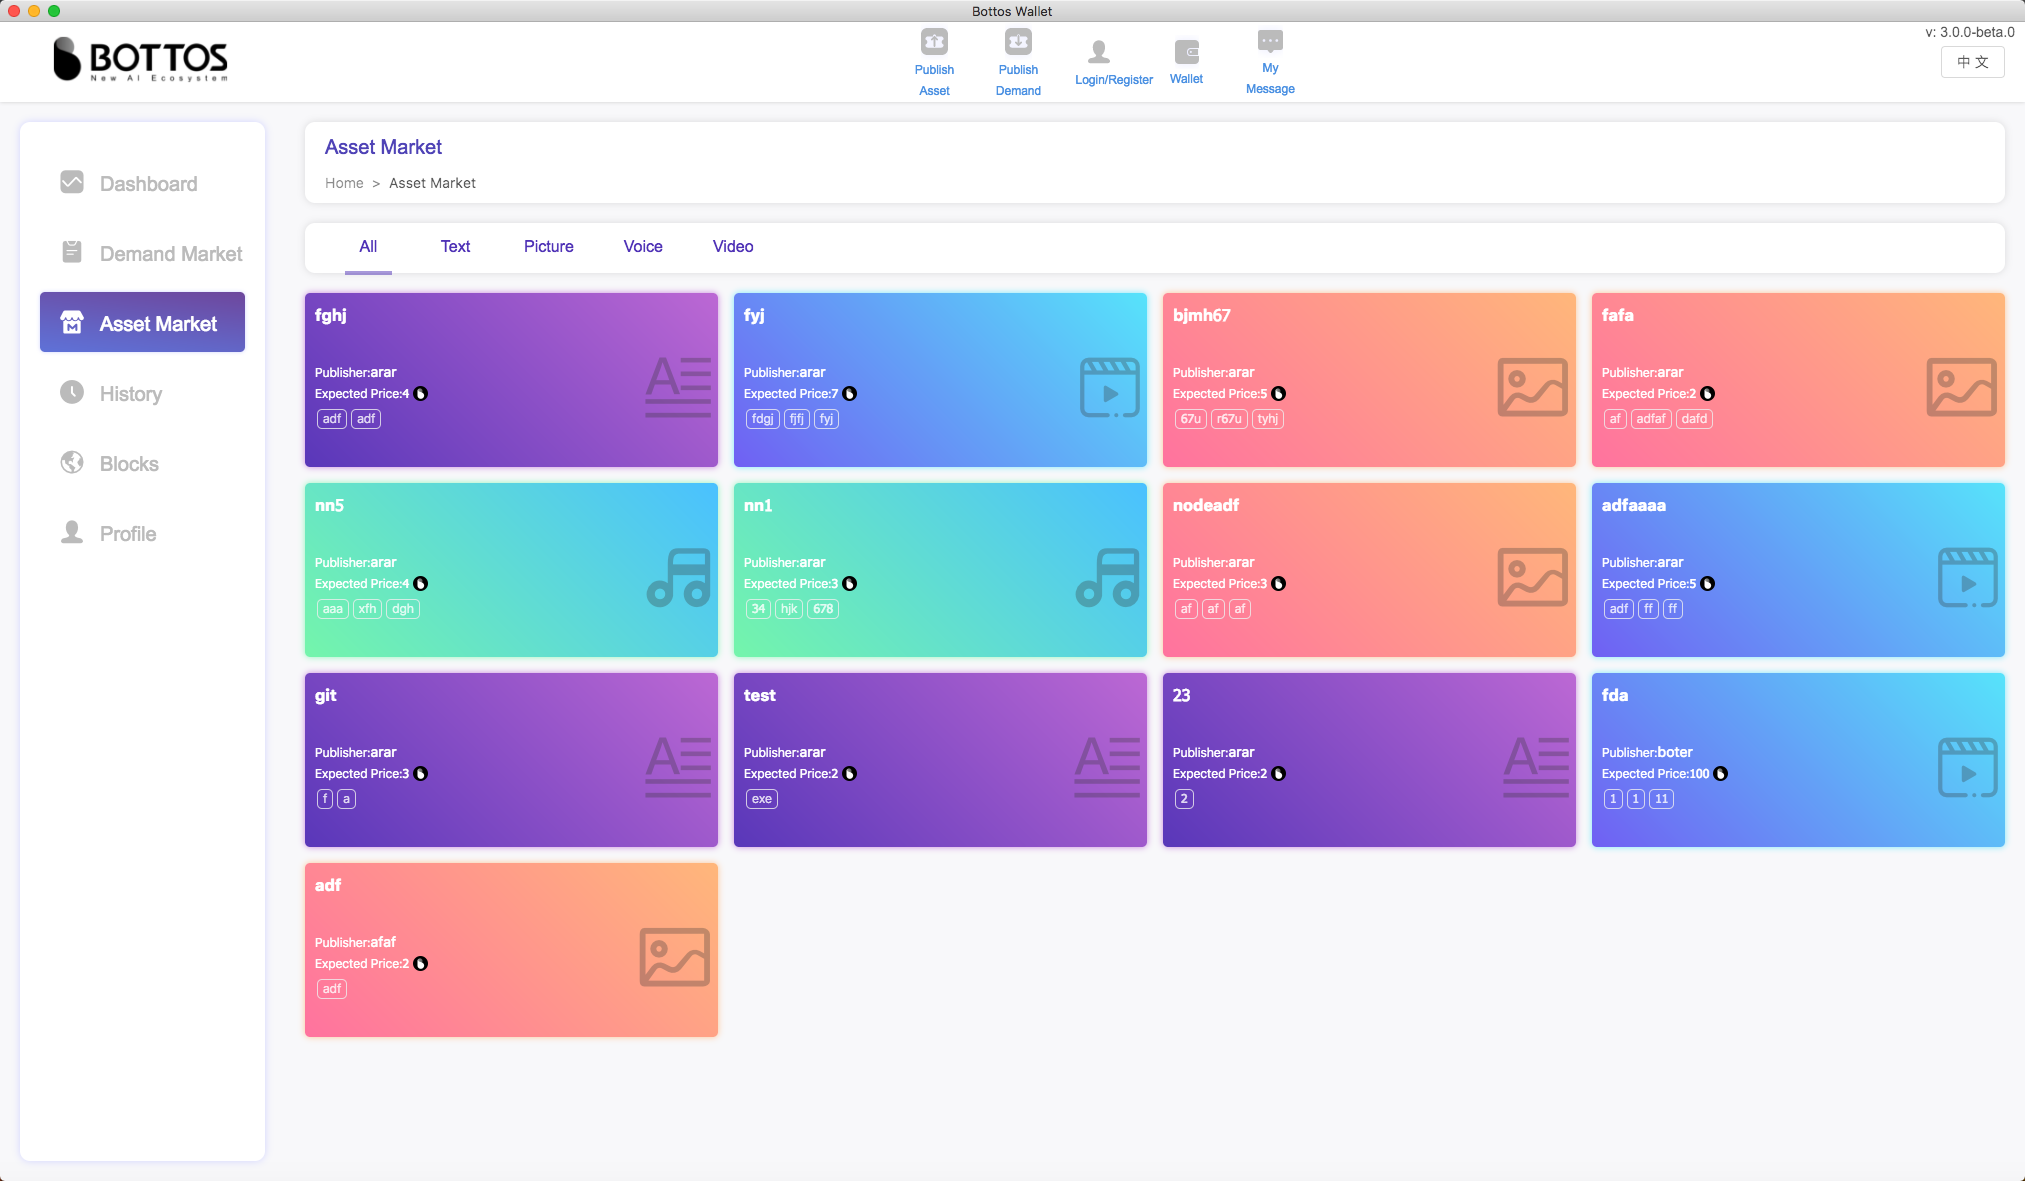 Bottos Wallet
BOTTOS
New AI Ecosystem
Publish
Asset
Publish
Demand
Login/Register
Wallet
My
Message
v: 3.0.0-beta.0
中 文
Dashboard
Demand Market
Asset Market
History
Blocks
Profile
Asset Market
Home > Asset Market
All Text Picture Voice Video
fghj
Publisher:arar
Expected Price:4
adf adf
fyj
Publisher:arar
Expected Price:7
fdgj fjfj fyj
bjmh67
Publisher:arar
Expected Price:5
67u r67u tyhj
fafa
Publisher:arar
Expected Price:2
af adfaf dafd
nn5
Publisher:arar
Expected Price:4
aaa xfh dgh
nn1
Publisher:arar
Expected Price:3
34 hjk 678
nodeadf
Publisher:arar
Expected Price:3
af af af
adfaaaa
Publisher:arar
Expected Price:5
adf ff ff
git
Publisher:arar
Expected Price:3
f a
test
Publisher:arar
Expected Price:2
exe
23
Publisher:arar
Expected Price:2
2
fda
Publisher:boter
Expected Price:100
1 1 11
adf
Publisher:afaf
Expected Price:2
adf